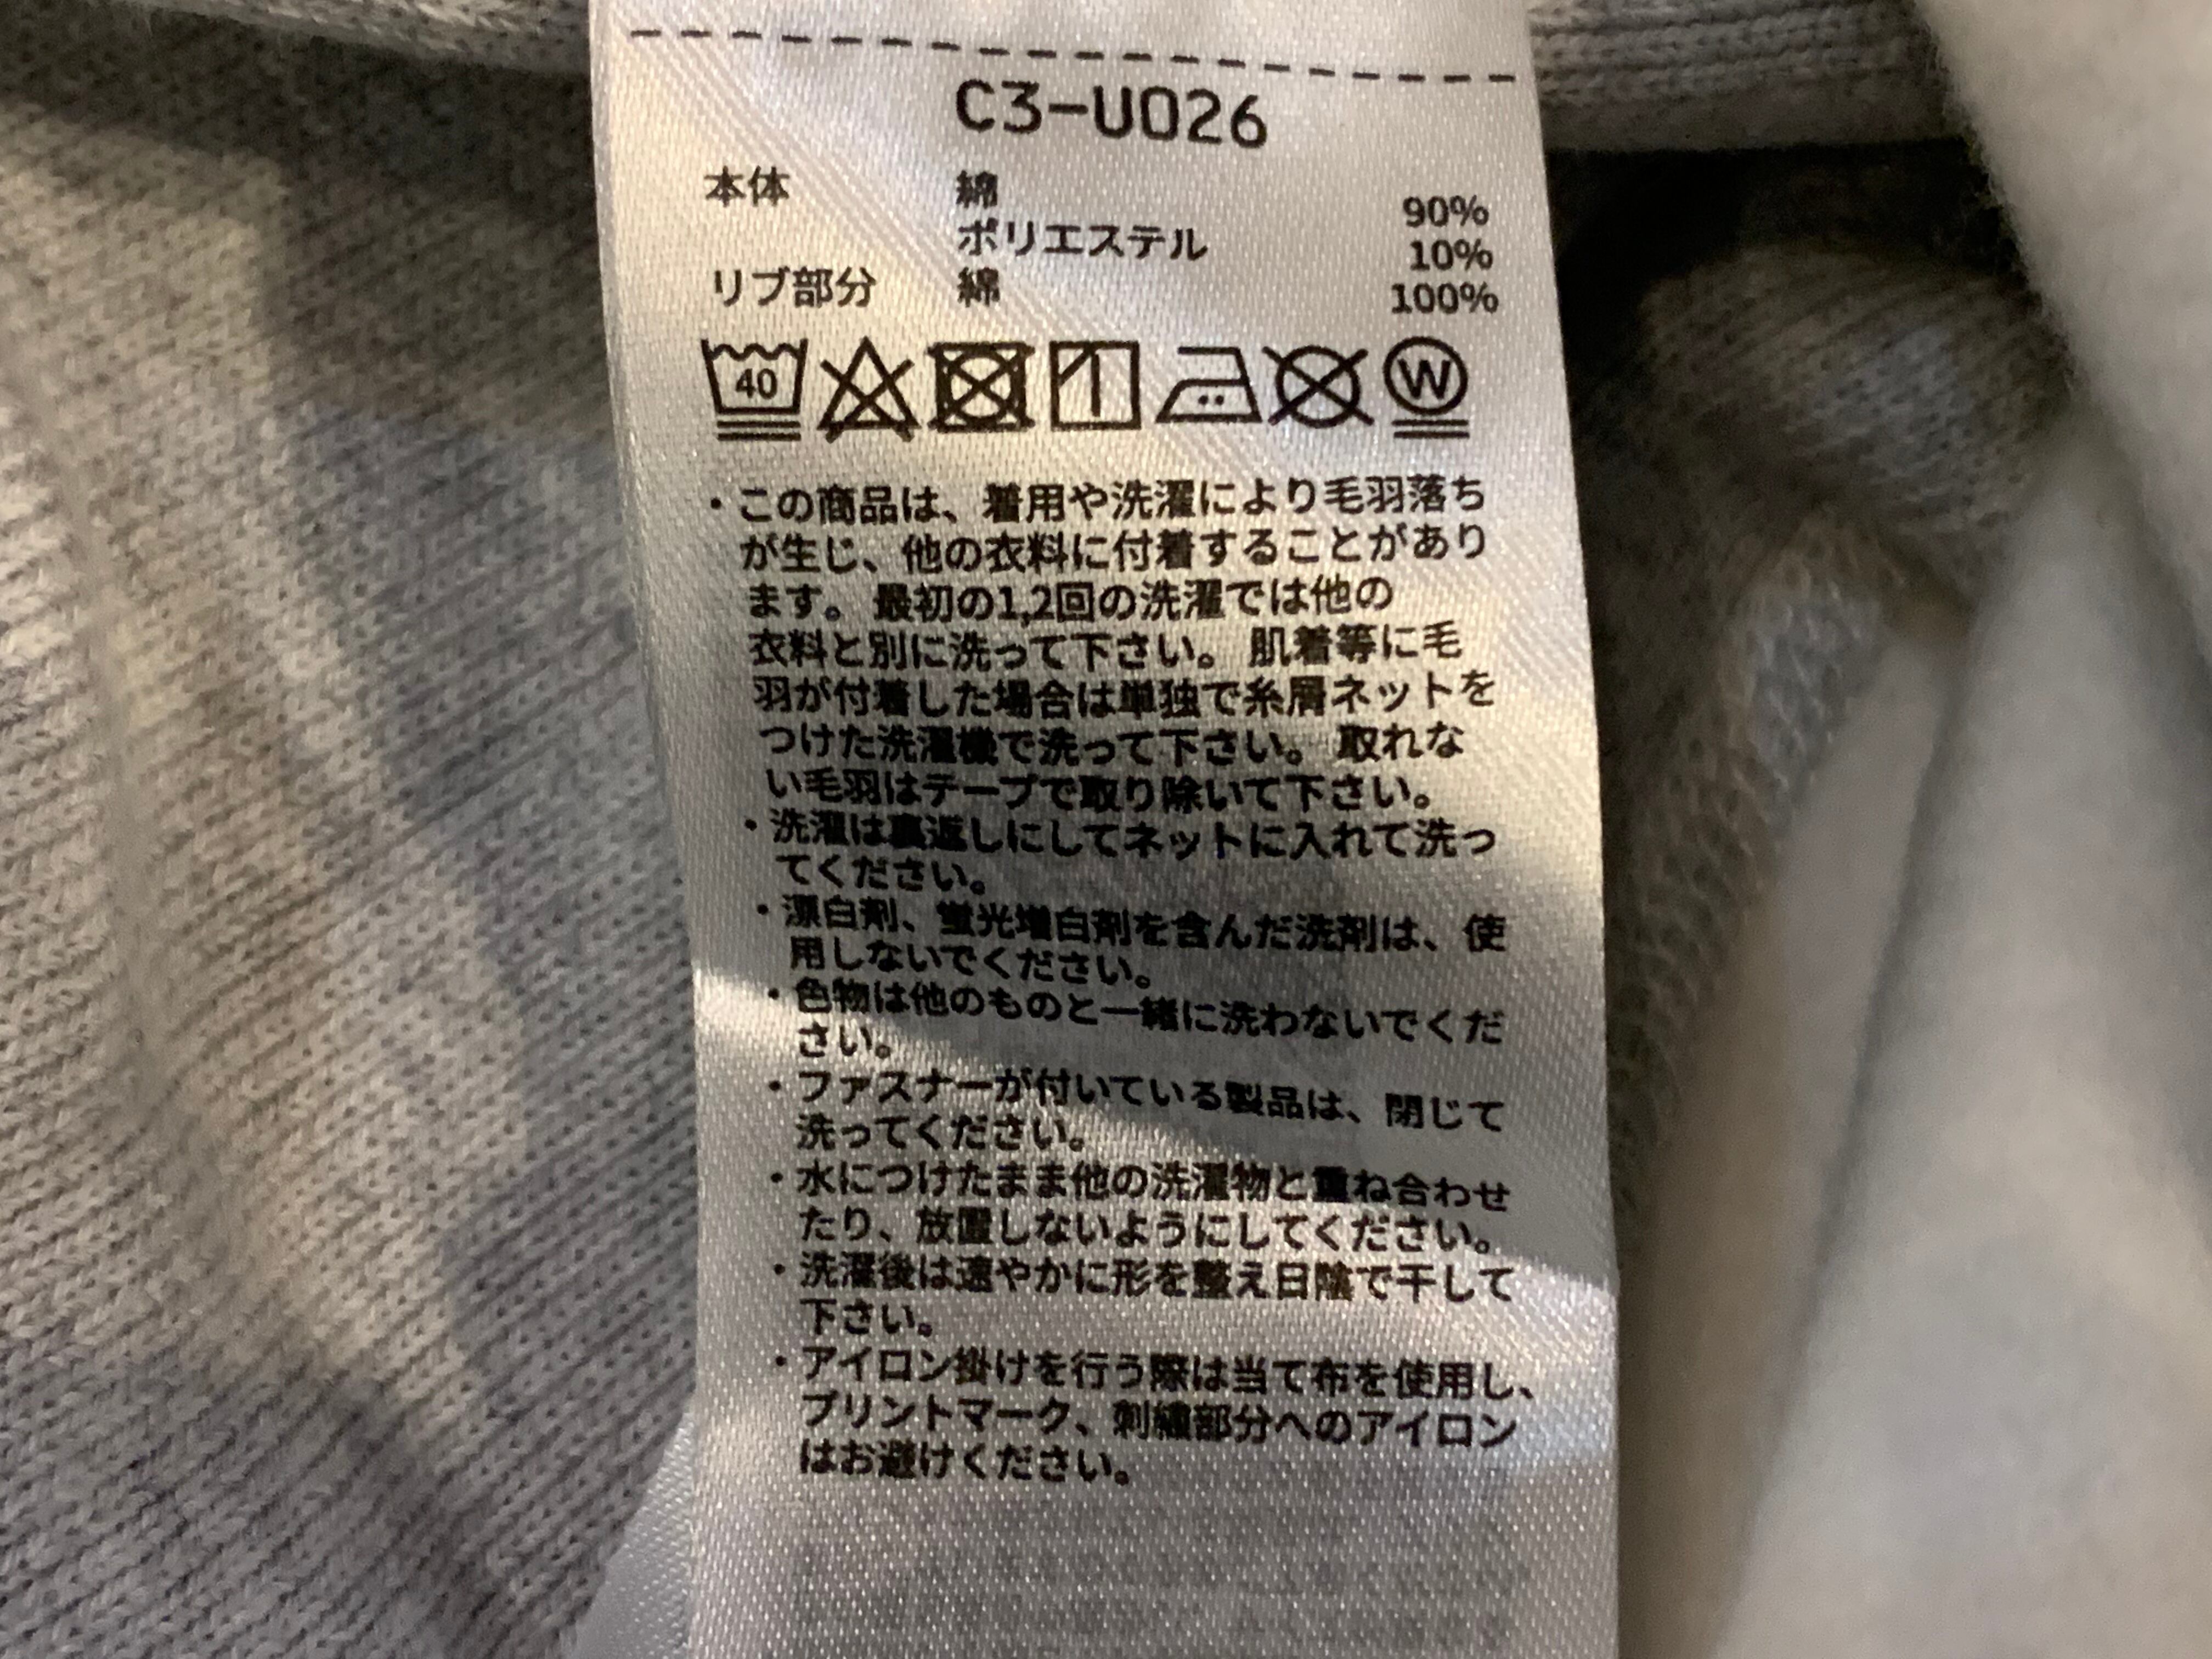 C3-U026
本体 綿 90%
ポリエステル 10%
リブ部分 綿 100%
40 W
・この商品は、着用や洗濯により毛羽落ち
が生じ、他の衣料に付着することがあり
ます。最初の1,2回の洗濯では他の
衣料と別に洗って下さい。肌着等に毛
羽が付着した場合は単独で糸屑ネットを
つけた洗濯機で洗って下さい。取れな
い毛羽はテープで取り除いて下さい。
・洗濯は裏返しにしてネットに入れて洗っ
てください。
・漂白剤、蛍光増白剤を含んだ洗剤は、使
用しないでください。
・色物は他のものと一緒に洗わないでくだ
さい。
・ファスナーが付いている製品は、閉じて
洗ってください。
・水につけたまま他の洗濯物と重ね合わせ
たり、放置しないようにしてください。
・洗濯後は速やかに形を整え日陰で干して
下さい。
・アイロン掛けを行う際は当て布を使用し、
プリントマーク、刺繍部分へのアイロン
はお避けください。